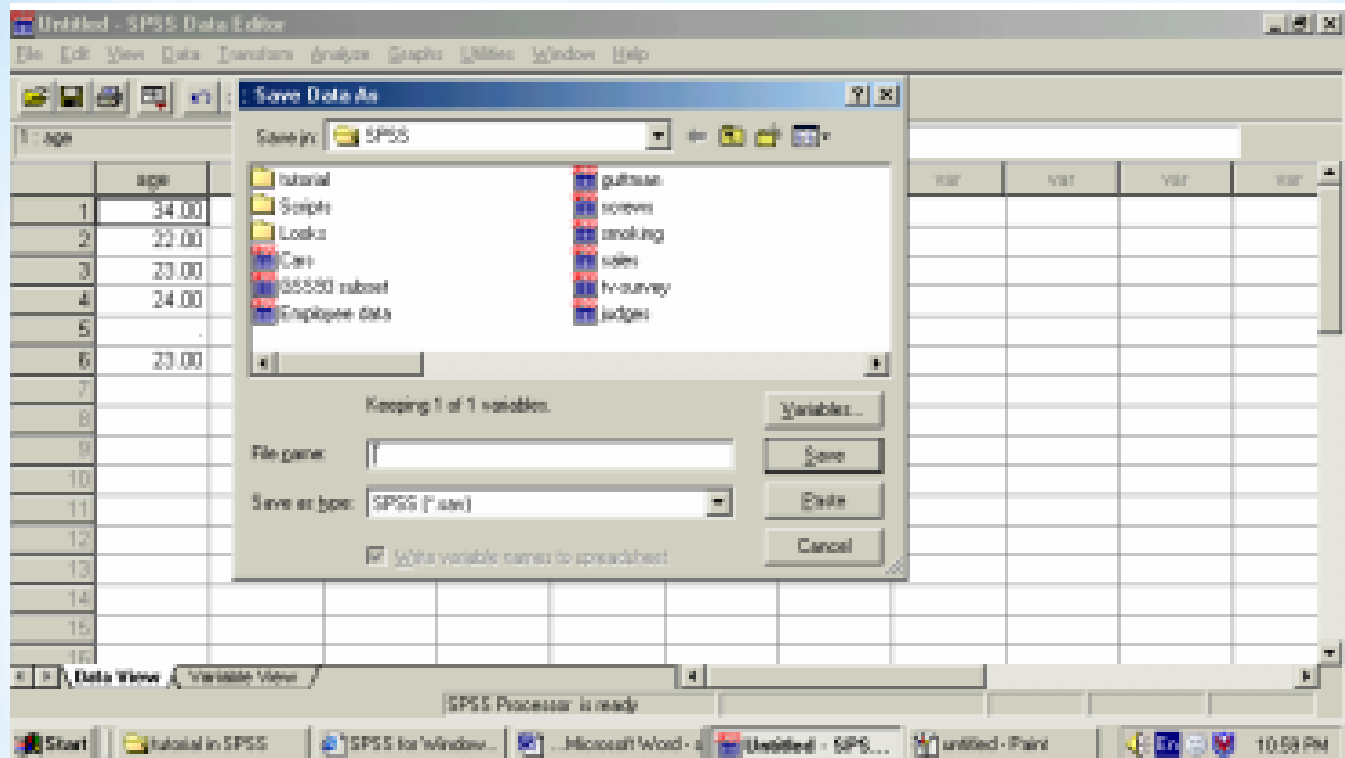 Untitled - SPSS Data Editor
File Edit View Data Transform Analyze Graphs Utilities Window Help
Save Data As
1 : age
Save in: SPSS
age var var var var
tutorial
Scripts
Looks
Cars
GSS93 subset
Employee data
guttman
screws
smoking
sales
tv-survey
judges
1 34.00
2 22.00
3 23.00
4 24.00
5 .
6 23.00
7
8
9
10
11
12
13
14
15
16
Keeping 1 of 1 variables.
Variables...
File name:
Save
Save as type: SPSS (*.sav)
Paste
Write variable names to spreadsheet
Cancel
Data View Variable View
SPSS Processor is ready
Start tutorial in SPSS SPSS for Window... ...Microsoft Word - Untitled - SPS... untitled - Paint En 10:59 PM